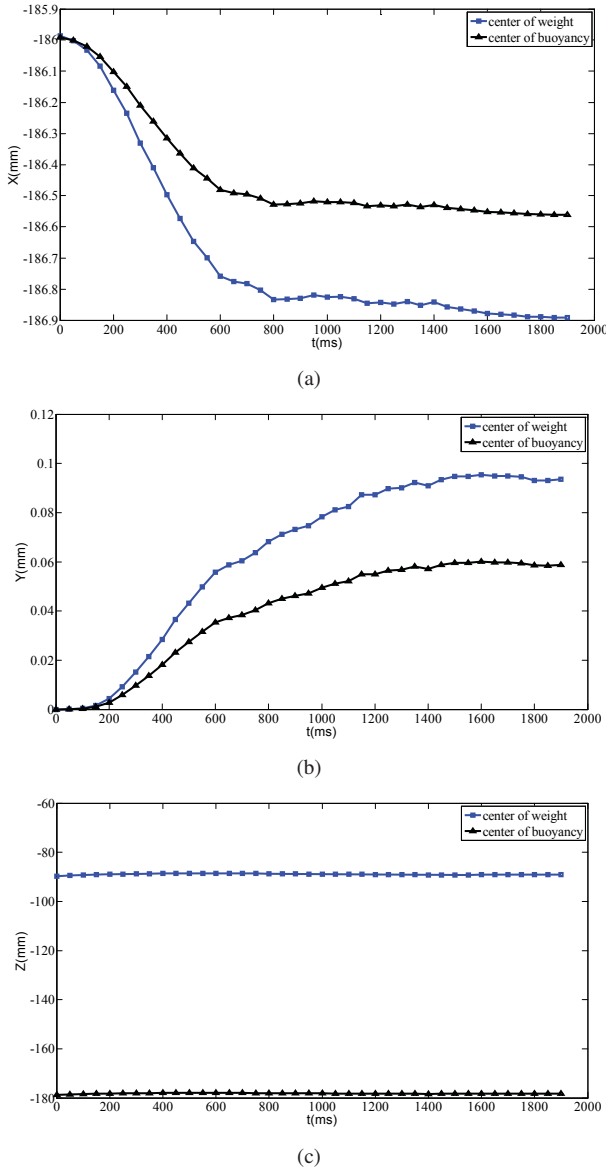 -185.9
-186
-186.1
-186.2
-186.3
-186.4
-186.5
-186.6
-186.7
-186.8
-186.9
X(mm)
center of weight
center of buoyancy
0 200 400 600 800 1000 1200 1400 1600 1800 2000
t(ms)
(a)
0.12
0.1
0.08
0.06
0.04
0.02
0
Y(mm)
center of weight
center of buoyancy
0 200 400 600 800 1000 1200 1400 1600 1800 2000
t(ms)
(b)
-60
-80
-100
-120
-140
-160
-180
Z(mm)
center of weight
center of buoyancy
0 200 400 600 800 1000 1200 1400 1600 1800 2000
t(ms)
(c)